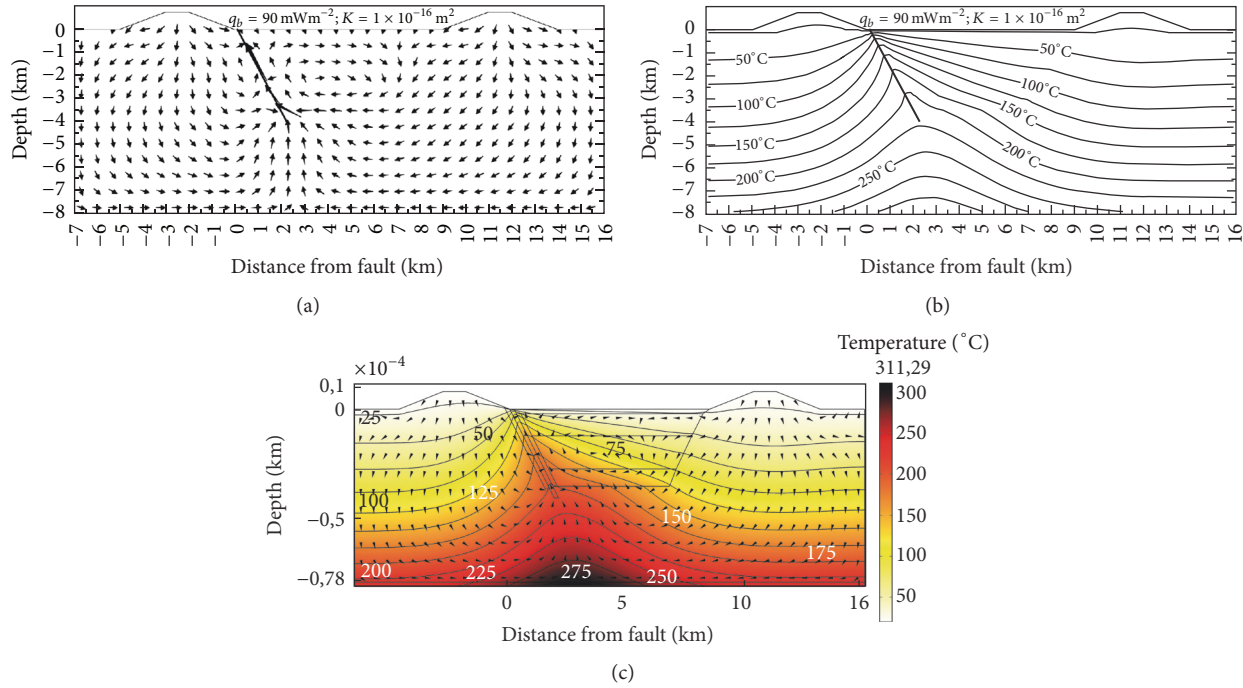 q_b = 90 mWm⁻²; K = 1 × 10⁻¹⁶ m²
0
−1
−2
−3
−4
−5
−6
−7
−8
Depth (km)
−7 −6 −5 −4 −3 −2 −1 0 1 2 3 4 5 6 7 8 9 10 11 12 13 14 15 16
Distance from fault (km)
(a)
q_b = 90 mWm⁻²; K = 1 × 10⁻¹⁶ m²
0
−1
−2
−3
−4
−5
−6
−7
−8
Depth (km)
50°C 50°C
100°C 100°C
150°C 150°C
200°C 200°C
250°C
−7 −6 −5 −4 −3 −2 −1 0 1 2 3 4 5 6 7 8 9 10 11 12 13 14 15 16
Distance from fault (km)
(b)
Temperature (°C)
311,29
×10⁻⁴
0,1
0
−0,5
−0,78
Depth (km)
25
50 75
100 125 150
175
200 225 275 250
300
250
200
150
100
50
0 5 10 16
Distance from fault (km)
(c)